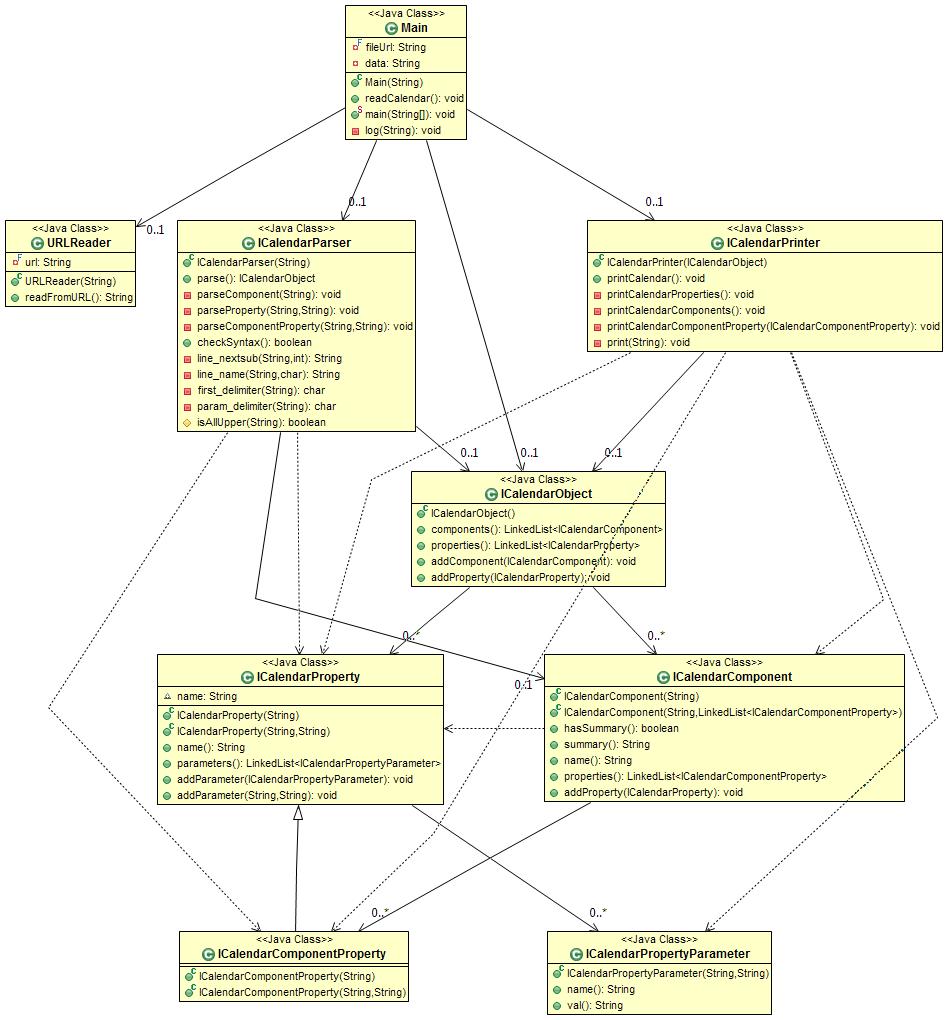 <<Java Class>>
Main
fileUrl: String
data: String
Main(String)
readCalendar(): void
main(String[]): void
log(String): void
0..1
0..1
0..1
<<Java Class>>
URLReader
url: String
URLReader(String)
readFromURL(): String
<<Java Class>>
ICalendarParser
ICalendarParser(String)
parse(): ICalendarObject
parseComponent(String): void
parseProperty(String,String): void
parseComponentProperty(String,String): void
checkSyntax(): boolean
line_nextsub(String,int): String
line_name(String,char): String
first_delimiter(String): char
param_delimiter(String): char
isAllUpper(String): boolean
<<Java Class>>
ICalendarPrinter
ICalendarPrinter(ICalendarObject)
printCalendar(): void
printCalendarProperties(): void
printCalendarComponents(): void
printCalendarComponentProperty(ICalendarComponentProperty): void
print(String): void
0..1
0..1
0..1
<<Java Class>>
ICalendarObject
ICalendarObject()
components(): LinkedList<ICalendarComponent>
properties(): LinkedList<ICalendarProperty>
addComponent(ICalendarComponent): void
addProperty(ICalendarProperty): void
0..*
0..*
0..1
<<Java Class>>
ICalendarProperty
name: String
ICalendarProperty(String)
ICalendarProperty(String,String)
name(): String
parameters(): LinkedList<ICalendarPropertyParameter>
addParameter(ICalendarPropertyParameter): void
addParameter(String,String): void
<<Java Class>>
ICalendarComponent
ICalendarComponent(String)
ICalendarComponent(String,LinkedList<ICalendarComponentProperty>)
hasSummary(): boolean
summary(): String
name(): String
properties(): LinkedList<ICalendarComponentProperty>
addProperty(ICalendarProperty): void
0..*
0..*
<<Java Class>>
ICalendarComponentProperty
ICalendarComponentProperty(String)
ICalendarComponentProperty(String,String)
<<Java Class>>
ICalendarPropertyParameter
ICalendarPropertyParameter(String,String)
name(): String
val(): String